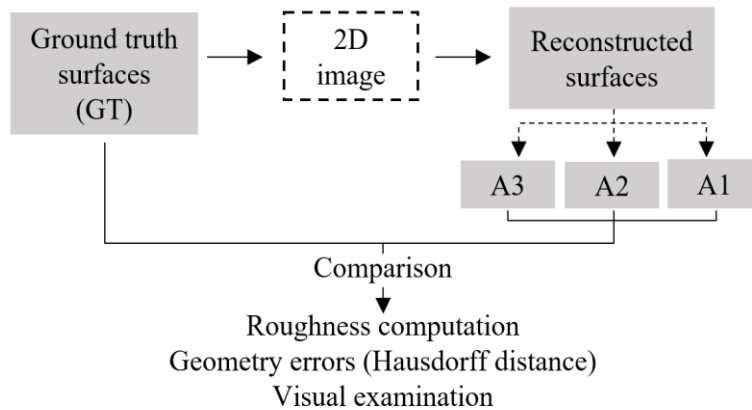 Ground truth
surfaces
(GT)
2D
image
Reconstructed
surfaces
A3
A2
A1
Comparison
Roughness computation
Geometry errors (Hausdorff distance)
Visual examination